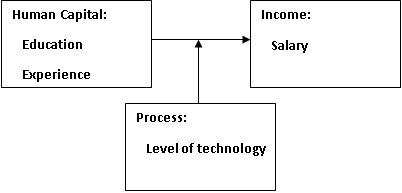 Human Capital:
Education
Experience
Income:
Salary
Process:
Level of technology